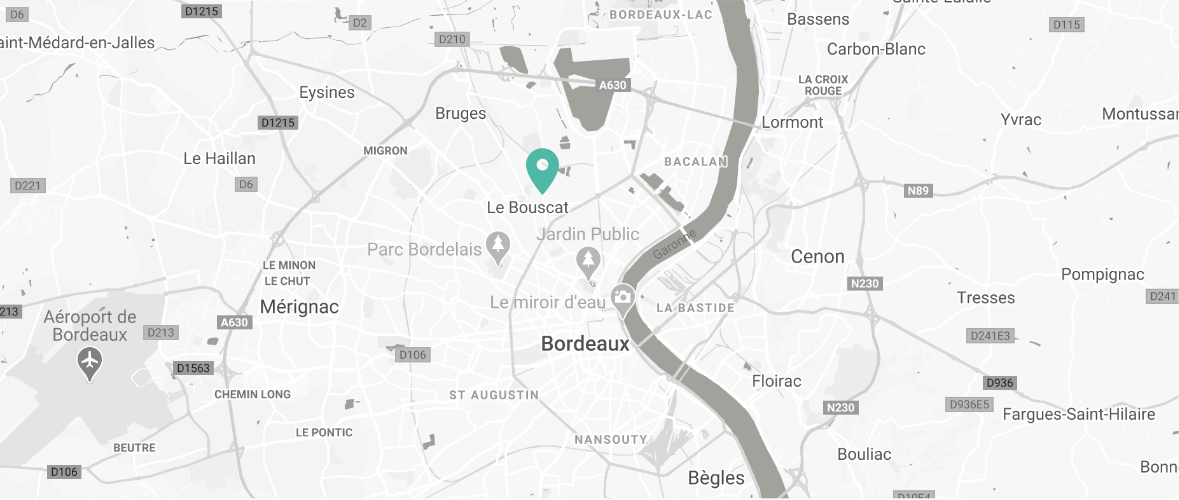 Sainte-Eulalie
D6
D1215
BORDEAUX-LAC
D2
Bassens
D115
D210
aint-Médard-en-Jalles
Carbon-Blanc
A630
LA CROIX
ROUGE
Eysines
Bruges
Montussan
Yvrac
D1215
Lormont
MIGRON
Le Haillan
BACALAN
D221
D6
N89
Le Bouscat
Jardin Public
Parc Bordelais
Garonne
Cenon
LE MINON
LE CHUT
Pompignac
N230
Le miroir d'eau
LA BASTIDE
Tresses
D241
Mérignac
213
Aéroport de
Bordeaux
A630
D213
D241E3
Bordeaux
D106
D1563
Floirac
D936
CHEMIN LONG
ST AUGUSTIN
N230
D936E5
Fargues-Saint-Hilaire
LE PONTIC
NANSOUTY
BEUTRE
Bouliac
D106
Bonn
Bègles
D10E4